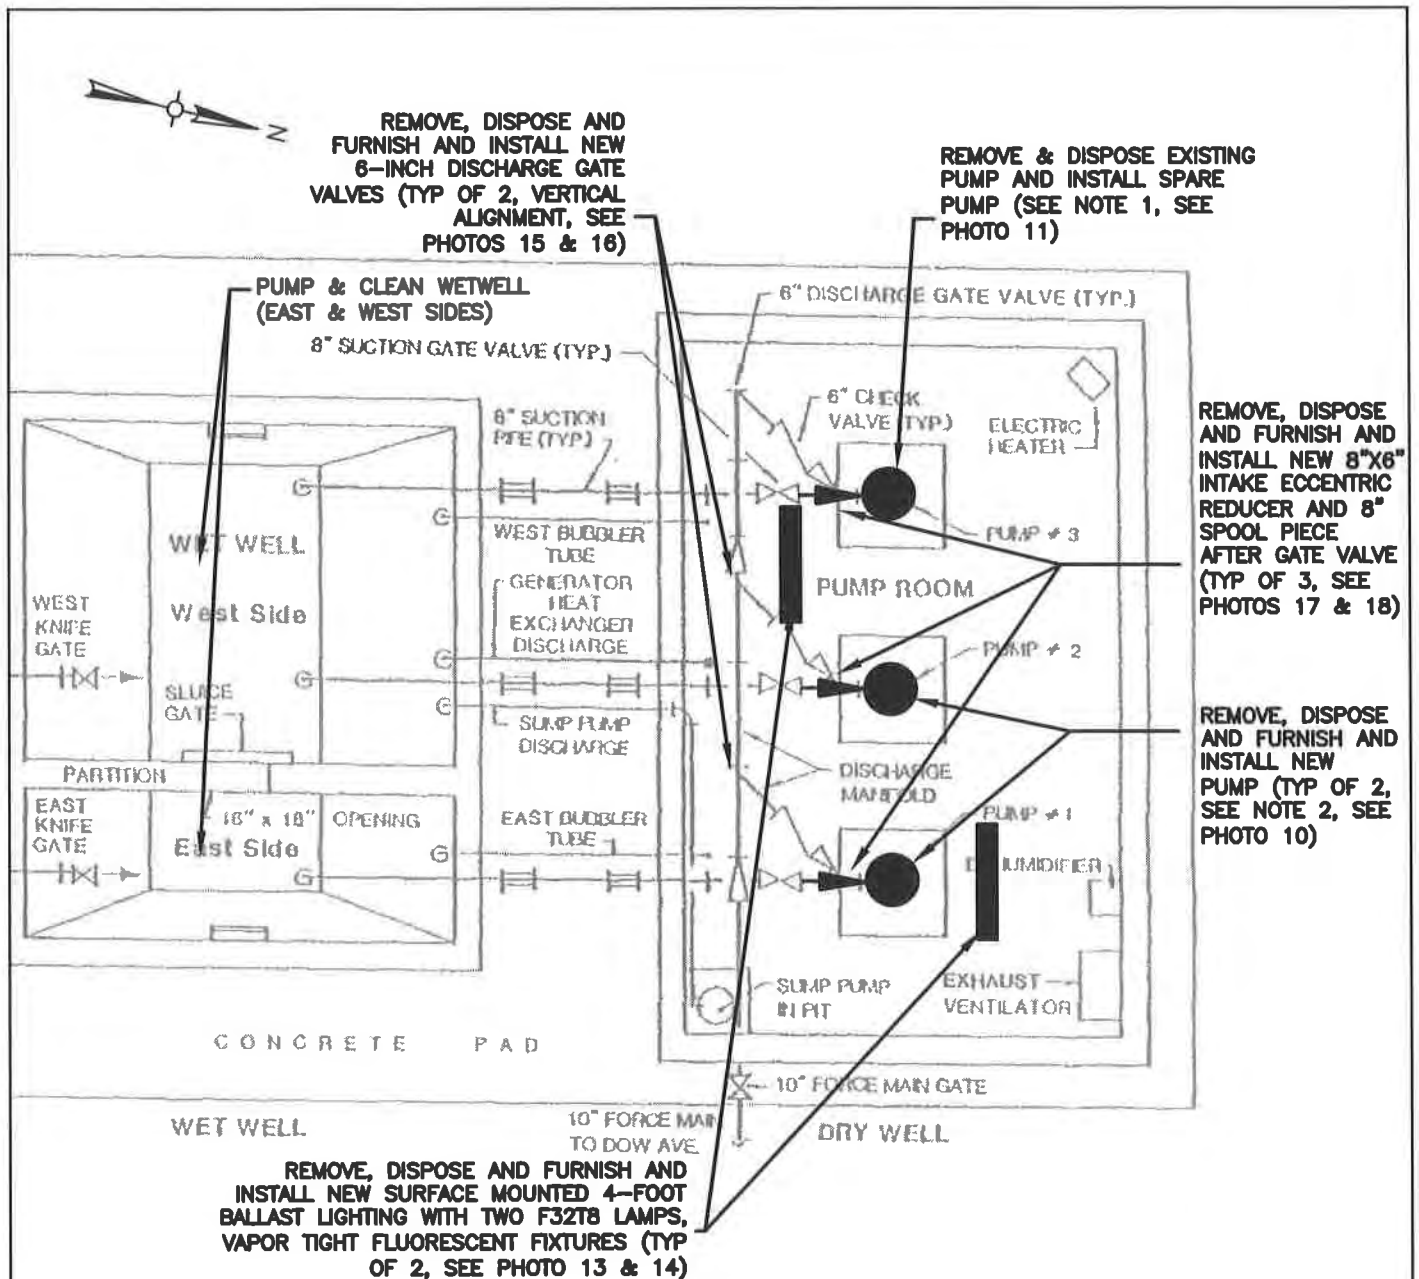 N
REMOVE, DISPOSE AND
FURNISH AND INSTALL NEW
6-INCH DISCHARGE GATE
VALVES (TYP OF 2, VERTICAL
ALIGNMENT, SEE
PHOTOS 15 & 16)
REMOVE & DISPOSE EXISTING
PUMP AND INSTALL SPARE
PUMP (SEE NOTE 1, SEE
PHOTO 11)
PUMP & CLEAN WETWELL
(EAST & WEST SIDES)
6" DISCHARGE GATE VALVE (TYP.)
8" SUCTION GATE VALVE (TYP.)
8" SUCTION
PIPE (TYP.)
6" CHECK
VALVE (TYP.)
ELECTRIC
HEATER
REMOVE, DISPOSE
AND FURNISH AND
INSTALL NEW 8"X6"
INTAKE ECCENTRIC
REDUCER AND 8"
SPOOL PIECE
AFTER GATE VALVE
(TYP OF 3, SEE
PHOTOS 17 & 18)
WET WELL
West Side
WEST
KNIFE
GATE
WEST BUBBLER
TUBE
GENERATOR
HEAT
EXCHANGER
DISCHARGE
PUMP # 3
PUMP ROOM
PUMP # 2
SLUICE
GATE
SUMP PUMP
DISCHARGE
REMOVE, DISPOSE
AND FURNISH AND
INSTALL NEW
PUMP (TYP OF 2,
SEE NOTE 2, SEE
PHOTO 10)
PARTITION
DISCHARGE
MANIFOLD
EAST
KNIFE
GATE
18" x 18" OPENING
East Side
EAST BUBBLER
TUBE
PUMP # 1
D HUMIDIFIER
SUMP PUMP
IN PIT
EXHAUST
VENTILATOR
CONCRETE PAD
10" FORCE MAIN GATE
WET WELL
10" FORCE MAIN
TO DOW AVE.
DRY WELL
REMOVE, DISPOSE AND FURNISH AND
INSTALL NEW SURFACE MOUNTED 4-FOOT
BALLAST LIGHTING WITH TWO F32T8 LAMPS,
VAPOR TIGHT FLUORESCENT FIXTURES (TYP
OF 2, SEE PHOTO 13 & 14)